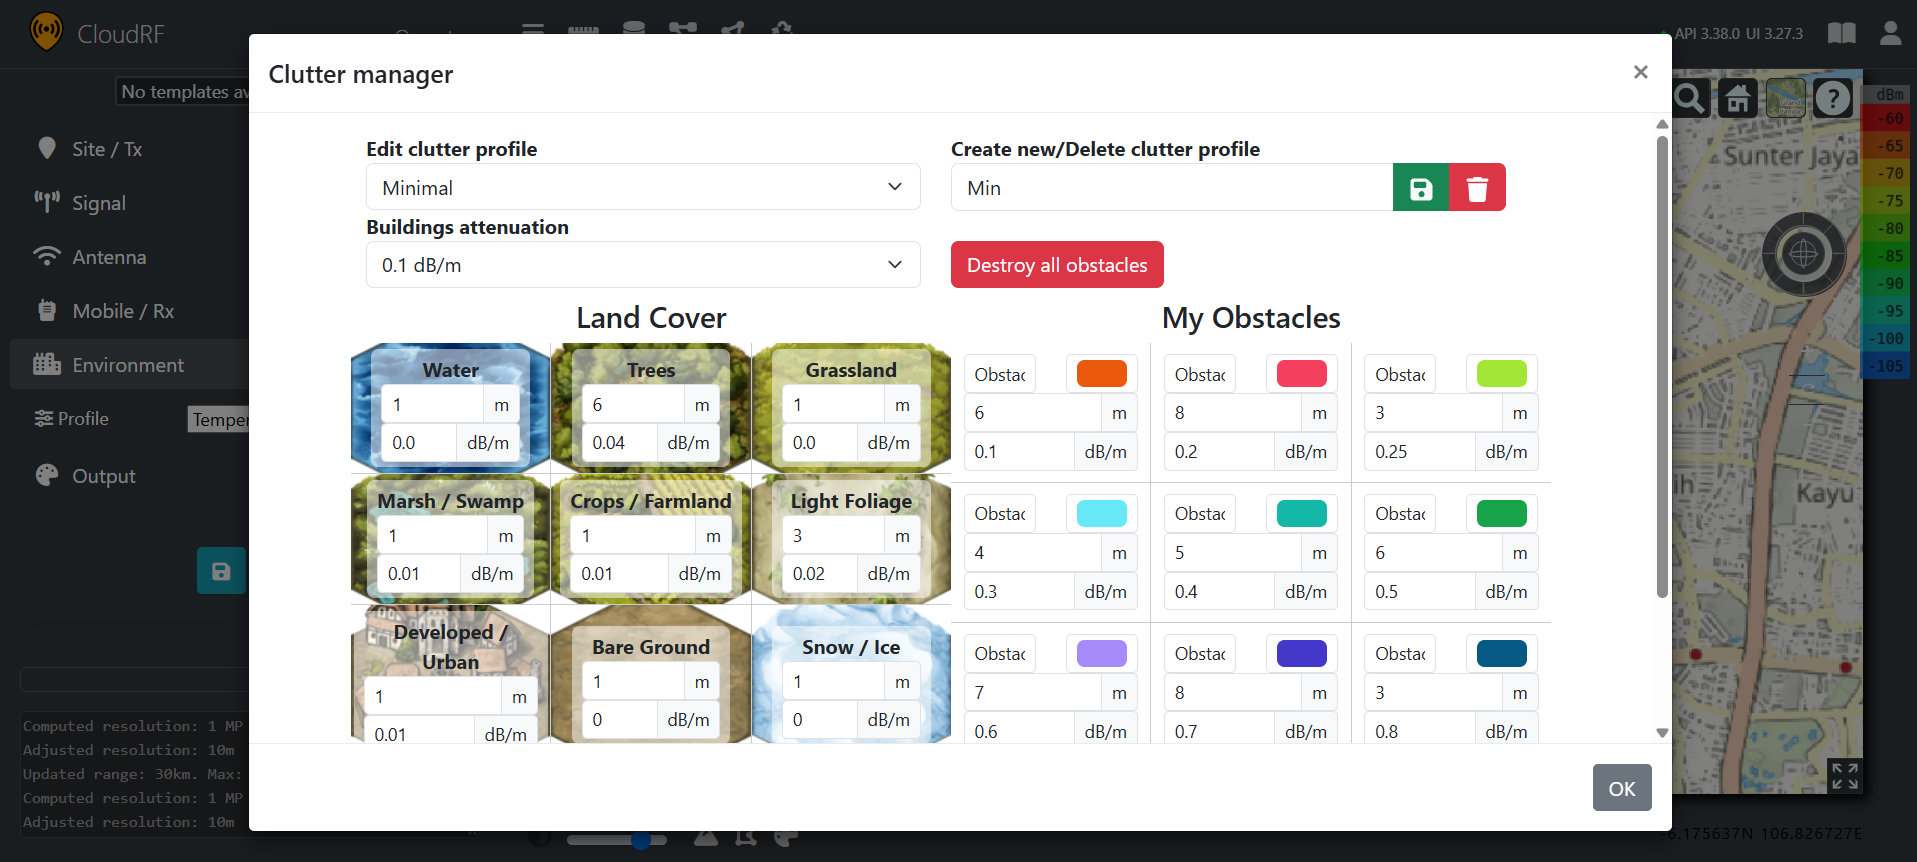 CloudRF
API 3.38.0 UI 3.27.3
No templates av
Site / Tx
Signal
Antenna
Mobile / Rx
Environment
Profile
Temper
Output
Computed resolution: 1 MP
Adjusted resolution: 10m
Updated range: 30km. Max:
Computed resolution: 1 MP
Adjusted resolution: 10m
Clutter manager
×
Edit clutter profile
Minimal
Create new/Delete clutter profile
Min
Buildings attenuation
0.1 dB/m
Destroy all obstacles
Land Cover
Water
1 m
0.0 dB/m
Trees
6 m
0.04 dB/m
Grassland
1 m
0.0 dB/m
Marsh / Swamp
1 m
0.01 dB/m
Crops / Farmland
1 m
0.01 dB/m
Light Foliage
3 m
0.02 dB/m
Developed /
Urban
1 m
0.01 dB/m
Bare Ground
1 m
0 dB/m
Snow / Ice
1 m
0 dB/m
My Obstacles
Obstac
6 m
0.1 dB/m
Obstac
8 m
0.2 dB/m
Obstac
3 m
0.25 dB/m
Obstac
4 m
0.3 dB/m
Obstac
5 m
0.4 dB/m
Obstac
6 m
0.5 dB/m
Obstac
7 m
0.6 dB/m
Obstac
8 m
0.7 dB/m
Obstac
3 m
0.8 dB/m
OK
?
dBm
-60
-65
-70
-75
-80
-85
-90
-95
-100
-105
Sunter Jaya
ih
Kayu
-6.175637N 106.826727E